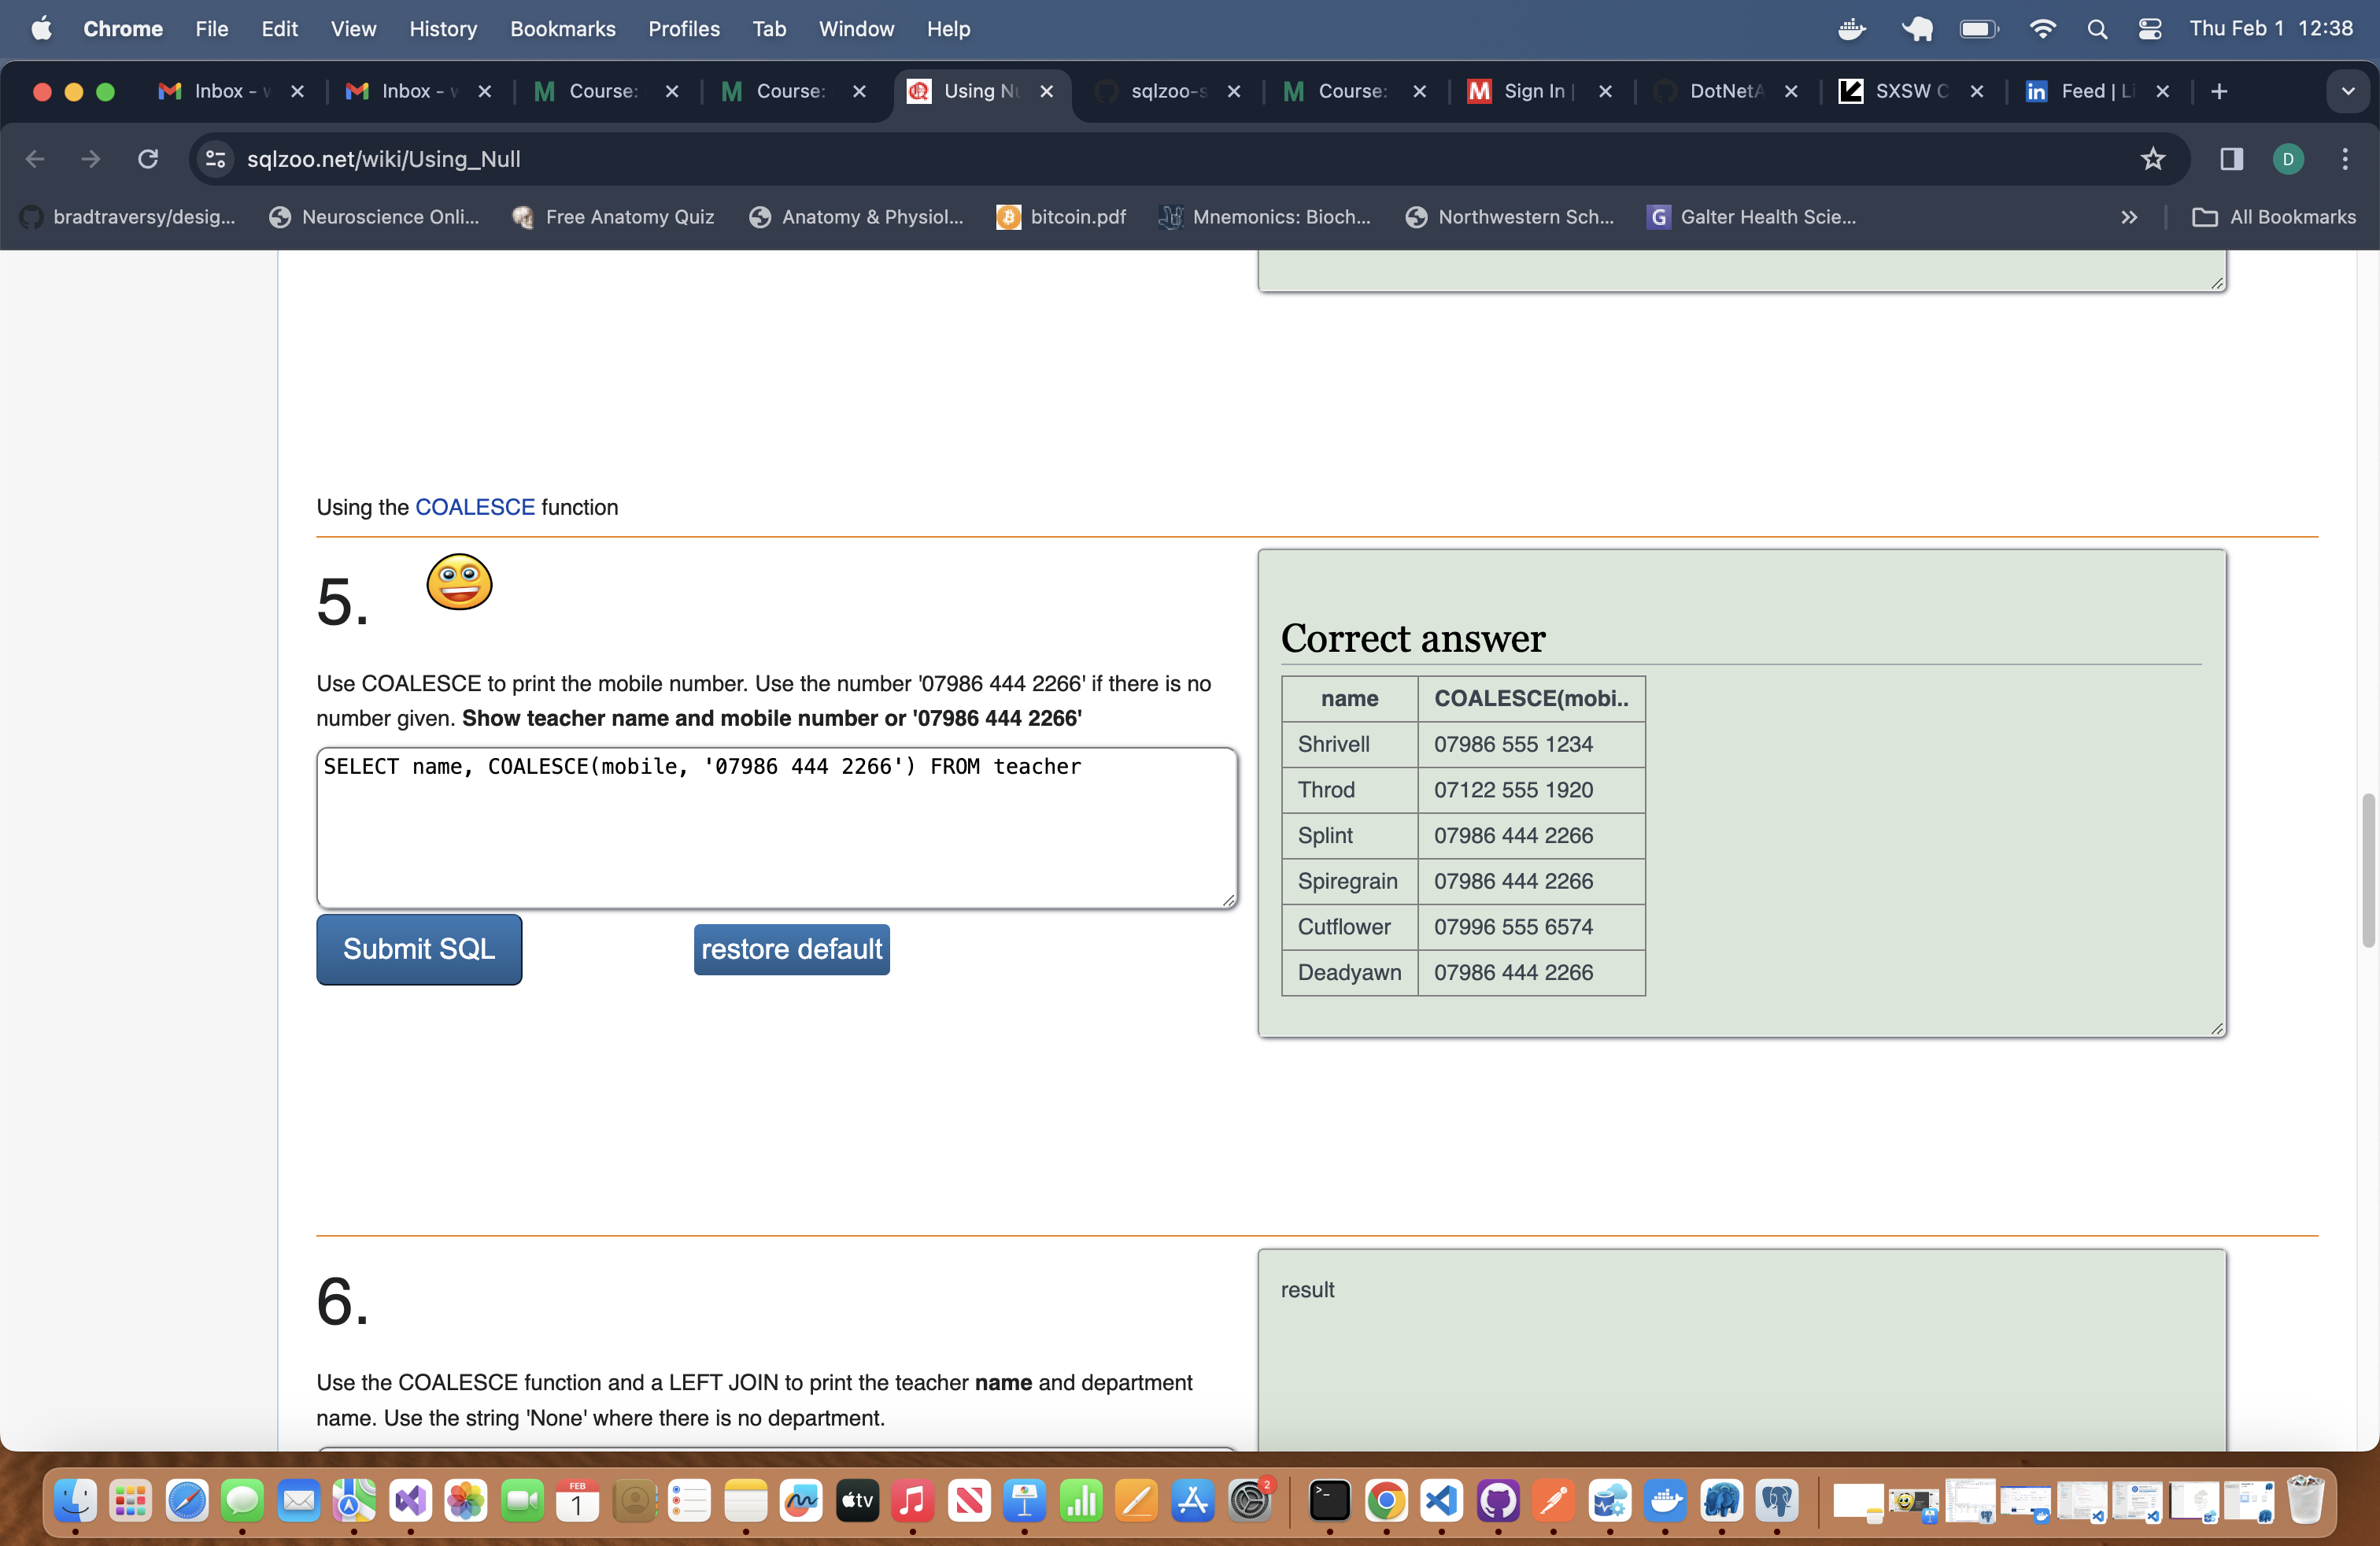 Chrome File Edit View History Bookmarks Profiles Tab Window Help Thu Feb 1 12:38
Inbox - Inbox - Course: Course: Using Nu sqlzoo-s Course: Sign In | DotNetA SXSW C Feed | Li
sqlzoo.net/wiki/Using_Null D
bradtraversy/desig... Neuroscience Onli... Free Anatomy Quiz Anatomy & Physiol... bitcoin.pdf Mnemonics: Bioch... Northwestern Sch... G Galter Health Scie... » All Bookmarks
Using the COALESCE function
5.
Use COALESCE to print the mobile number. Use the number '07986 444 2266' if there is no
number given. Show teacher name and mobile number or '07986 444 2266'
SELECT name, COALESCE(mobile, '07986 444 2266') FROM teacher
Submit SQL restore default
Correct answer
name COALESCE(mobi..
Shrivell 07986 555 1234
Throd 07122 555 1920
Splint 07986 444 2266
Spiregrain 07986 444 2266
Cutflower 07996 555 6574
Deadyawn 07986 444 2266
6.
Use the COALESCE function and a LEFT JOIN to print the teacher name and department
name. Use the string 'None' where there is no department.
result
FEB
1
tv
2